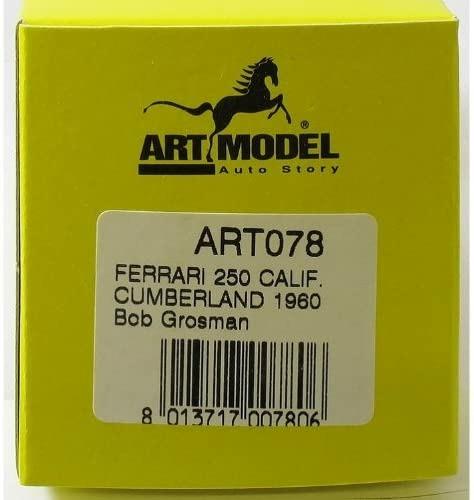 ART MODEL ®
Auto Story
ART078
FERRARI 250 CALIF.
CUMBERLAND 1960
Bob Grosman
8 013717 007806